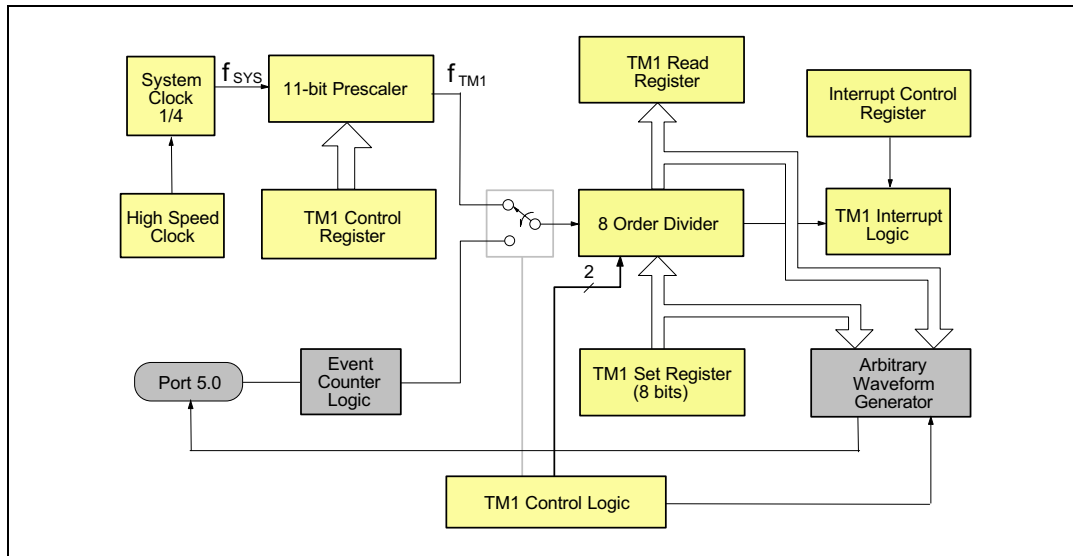 System
Clock
1/4
fSYS
11-bit Prescaler
fTM1
TM1 Read
Register
Interrupt Control
Register
High Speed
Clock
TM1 Control
Register
8 Order Divider
TM1 Interrupt
Logic
2
Port 5.0
Event
Counter
Logic
TM1 Set Register
(8 bits)
Arbitrary
Waveform
Generator
TM1 Control Logic